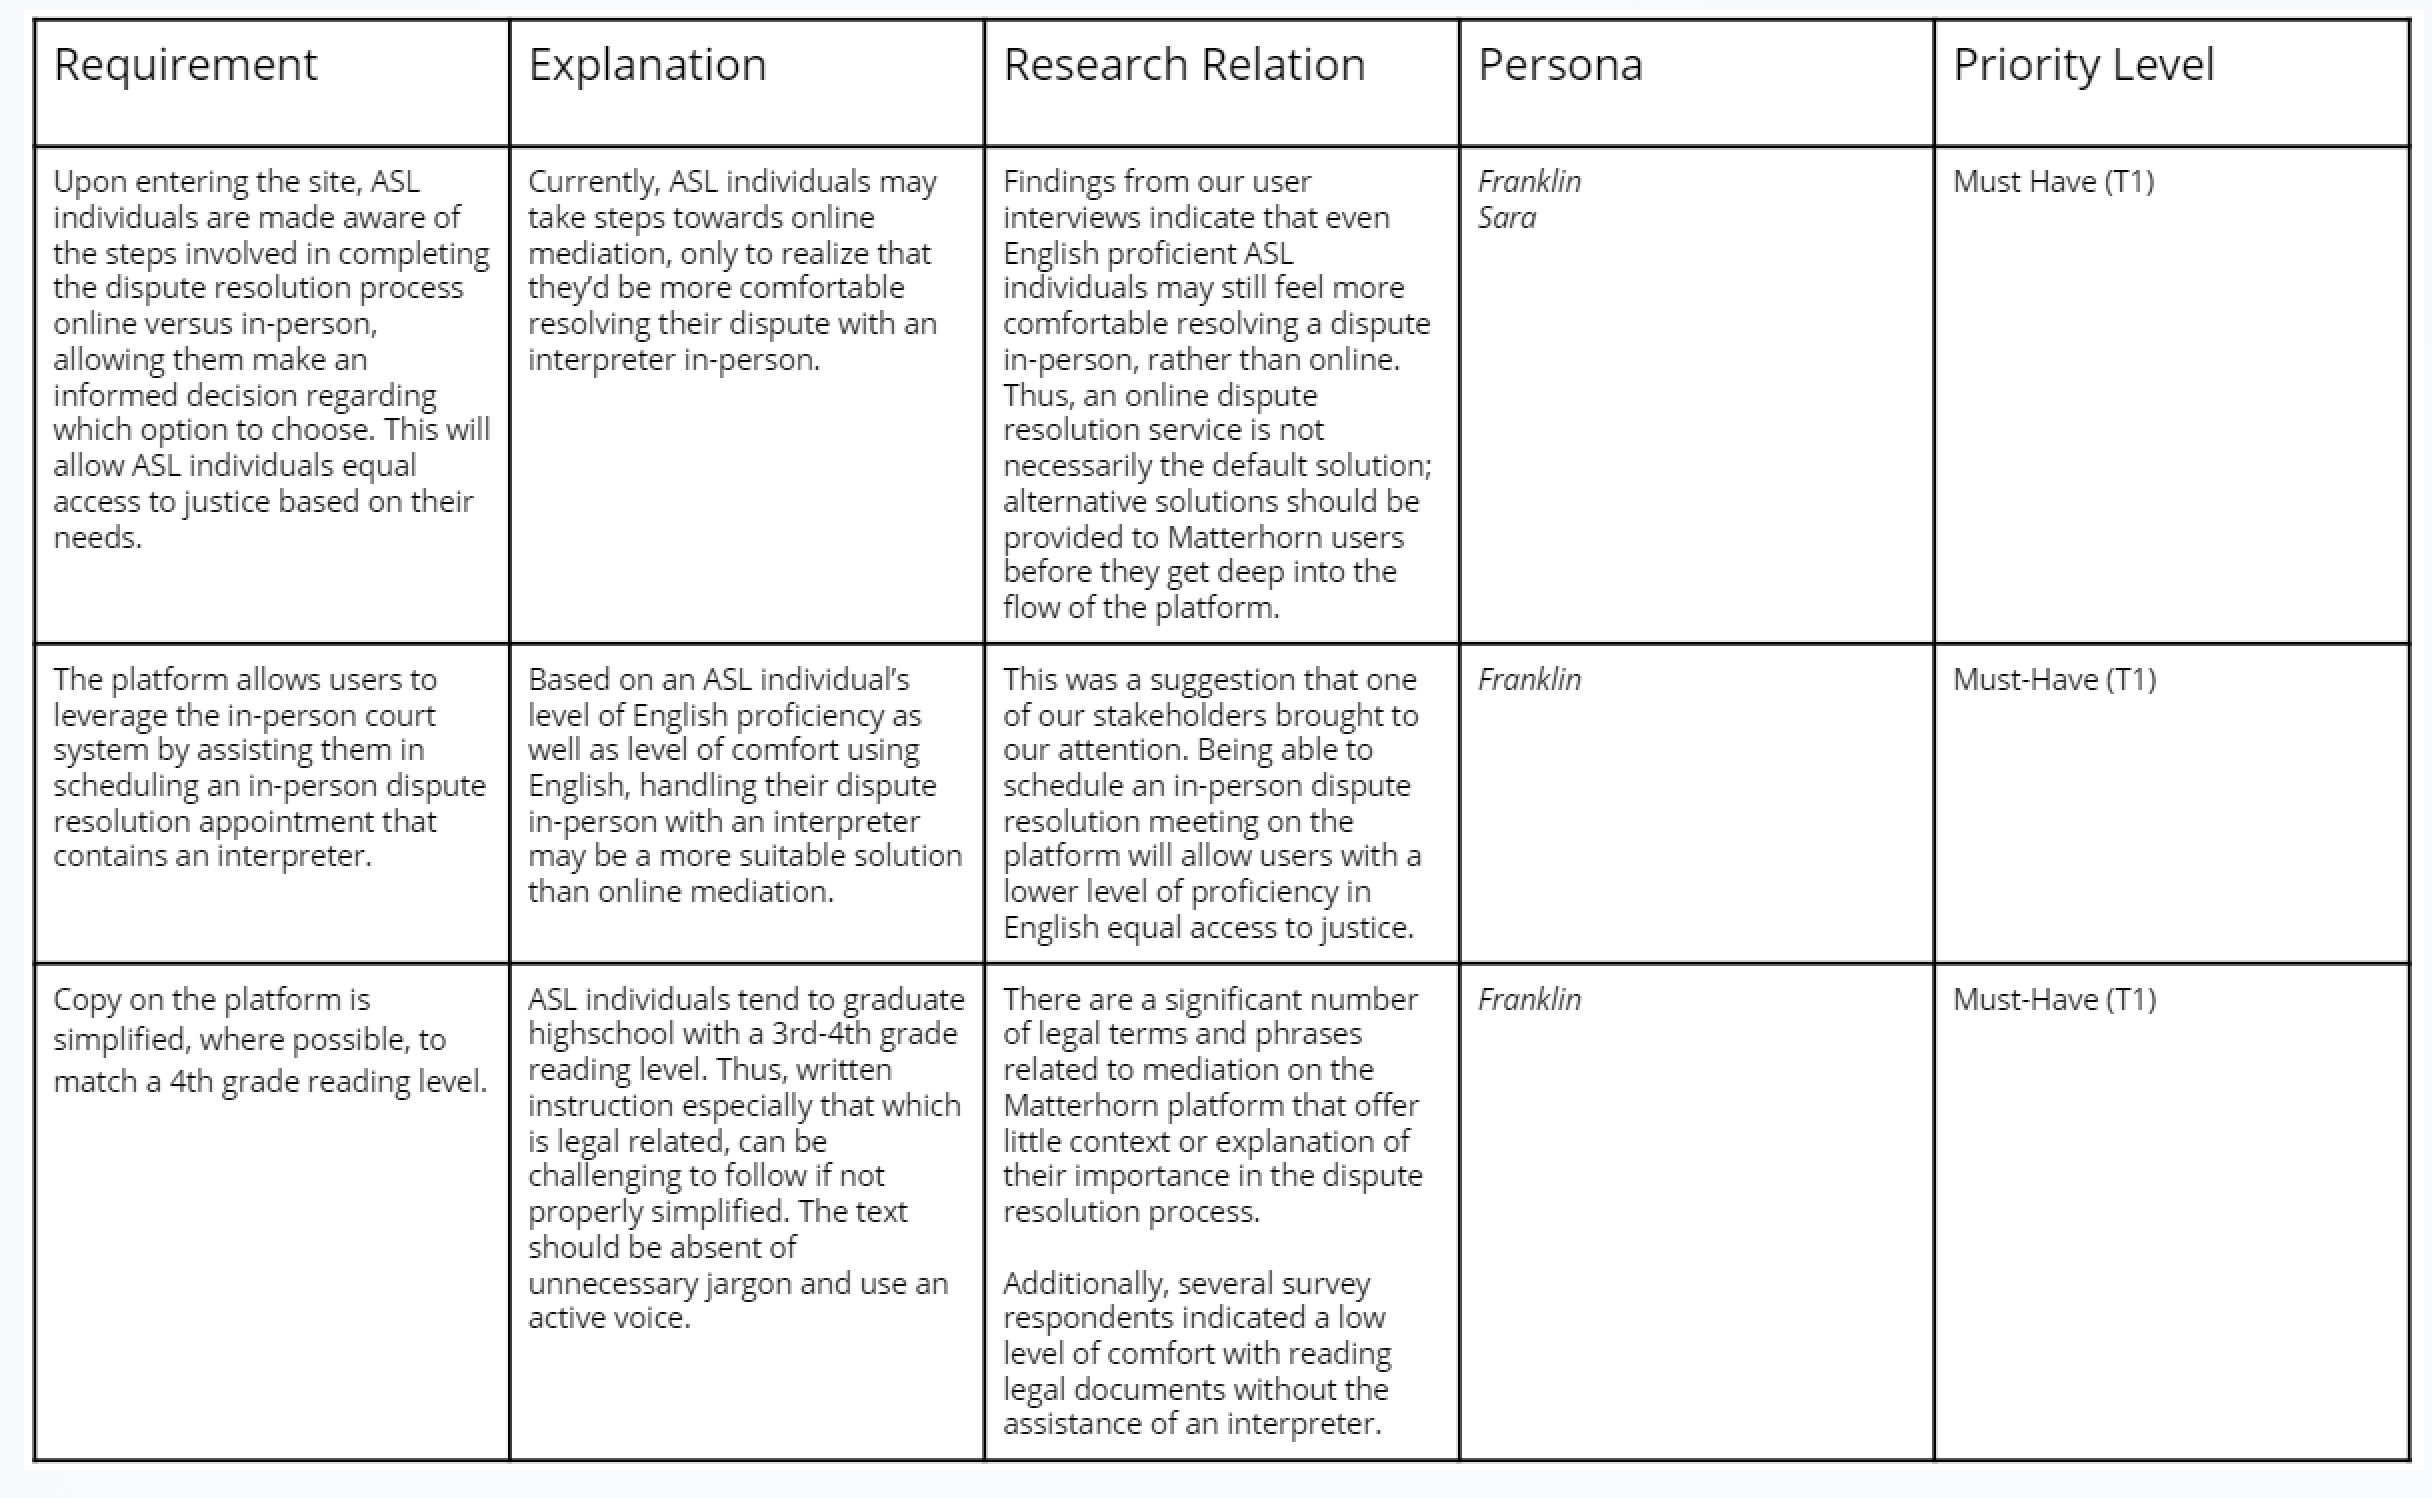 Requirement
Explanation
Research Relation
Persona
Priority Level
Upon entering the site, ASL
individuals are made aware of
the steps involved in completing
the dispute resolution process
online versus in-person,
allowing them make an
informed decision regarding
which option to choose. This will
allow ASL individuals equal
access to justice based on their
needs.
Currently, ASL individuals may
take steps towards online
mediation, only to realize that
they’d be more comfortable
resolving their dispute with an
interpreter in-person.
Findings from our user
interviews indicate that even
English proficient ASL
individuals may still feel more
comfortable resolving a dispute
in-person, rather than online.
Thus, an online dispute
resolution service is not
necessarily the default solution;
alternative solutions should be
provided to Matterhorn users
before they get deep into the
flow of the platform.
Franklin
Sara
Must Have (T1)
The platform allows users to
leverage the in-person court
system by assisting them in
scheduling an in-person dispute
resolution appointment that
contains an interpreter.
Based on an ASL individual’s
level of English proficiency as
well as level of comfort using
English, handling their dispute
in-person with an interpreter
may be a more suitable solution
than online mediation.
This was a suggestion that one
of our stakeholders brought to
our attention. Being able to
schedule an in-person dispute
resolution meeting on the
platform will allow users with a
lower level of proficiency in
English equal access to justice.
Franklin
Must-Have (T1)
Copy on the platform is
simplified, where possible, to
match a 4th grade reading level.
ASL individuals tend to graduate
highschool with a 3rd-4th grade
reading level. Thus, written
instruction especially that which
is legal related, can be
challenging to follow if not
properly simplified. The text
should be absent of
unnecessary jargon and use an
active voice.
There are a significant number
of legal terms and phrases
related to mediation on the
Matterhorn platform that offer
little context or explanation of
their importance in the dispute
resolution process.
Additionally, several survey
respondents indicated a low
level of comfort with reading
legal documents without the
assistance of an interpreter.
Franklin
Must-Have (T1)